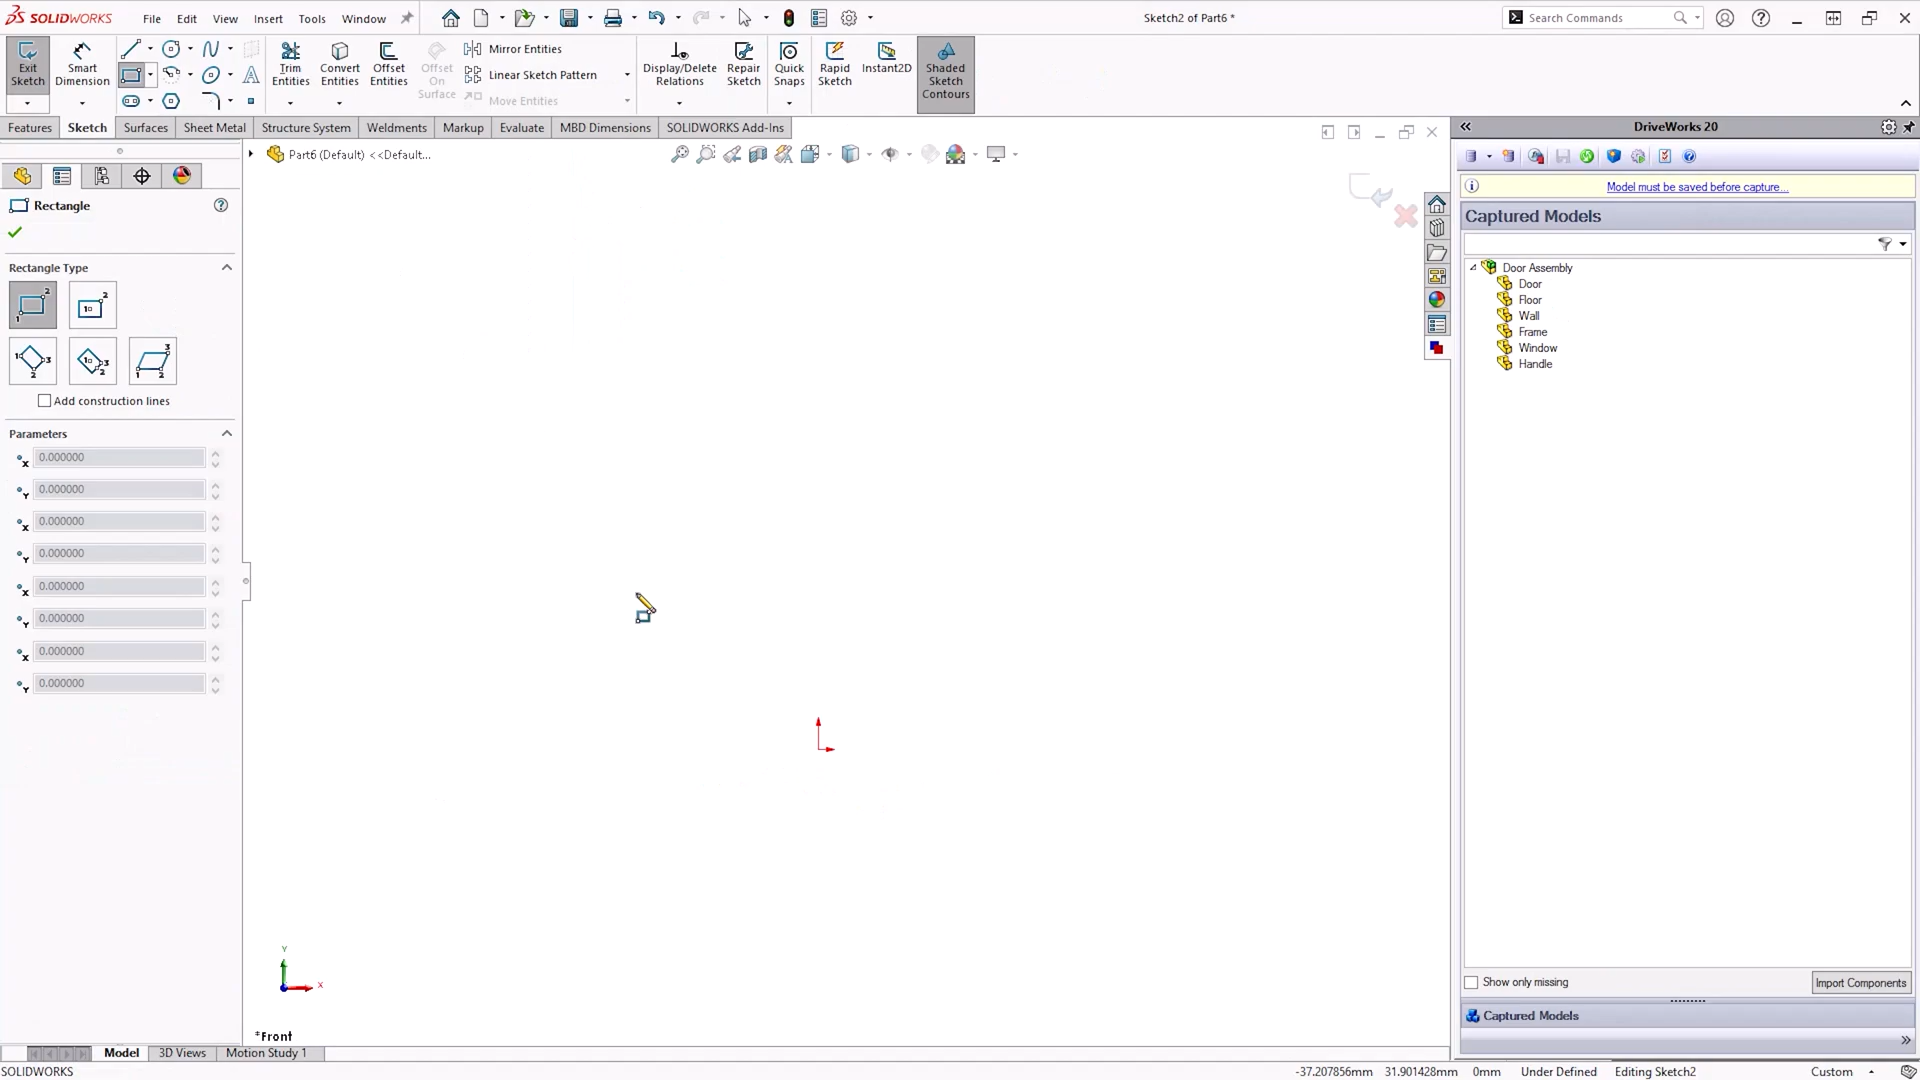 SOLIDWORKS
File
Edit
View
Insert
Tools
Window
Sketch2 of Part6 *
Search Commands
Exit
Sketch
Smart
Dimension
Trim
Entities
Convert
Entities
Offset
Entities
Offset
On
Surface
Mirror Entities
Linear Sketch Pattern
Move Entities
Display/Delete
Relations
Repair
Sketch
Quick
Snaps
Rapid
Sketch
Instant2D
Shaded
Sketch
Contours
Features
Sketch
Surfaces
Sheet Metal
Structure System
Weldments
Markup
Evaluate
MBD Dimensions
SOLIDWORKS Add-Ins
DriveWorks 20
Part6 (Default) <<Default...
Model must be saved before capture...
Rectangle
Captured Models
Rectangle Type
Door Assembly
Door
Floor
Wall
Frame
Window
Handle
Add construction lines
Parameters
0.000000
0.000000
0.000000
0.000000
0.000000
0.000000
0.000000
0.000000
Y
X
*Front
Show only missing
Import Components
Captured Models
Model
3D Views
Motion Study 1
SOLIDWORKS
-37.207856mm
31.901428mm
0mm
Under Defined
Editing Sketch2
Custom